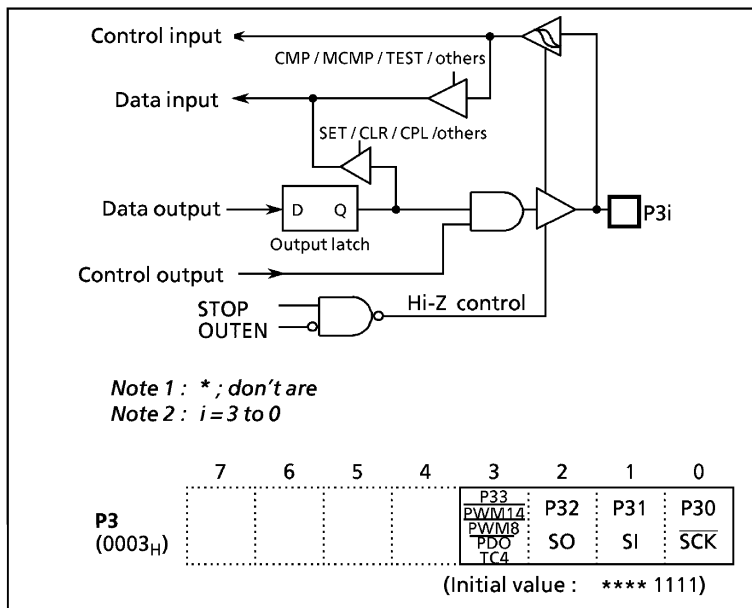 Control input
CMP / MCMP / TEST / others
Data input
SET / CLR / CPL /others
Data output
D Q
P3i
Output latch
Control output
STOP
OUTEN
Hi-Z control
Note 1 : * ; don't are
Note 2 : i = 3 to 0
7 6 5 4 3 2 1 0
P3
(0003H)
P33
PWM14
PWM8
PDO
TC4
P32
SO
P31
SI
P30
SCK
(Initial value : **** 1111)